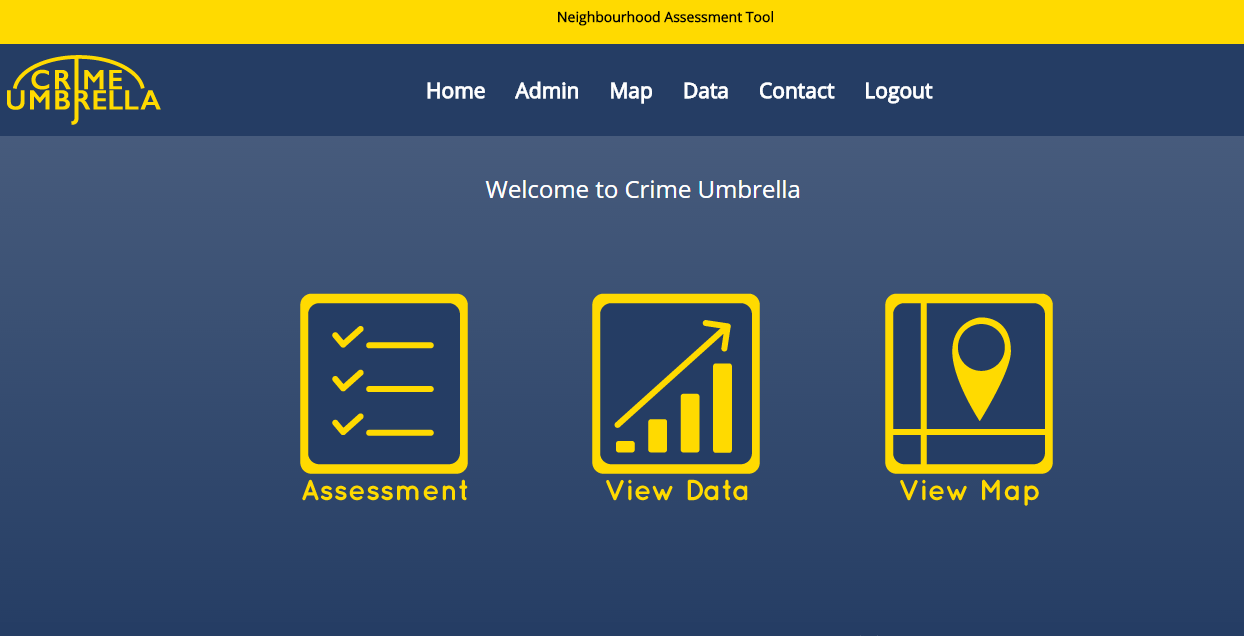 Neighbourhood Assessment Tool
CRIME
UMBRELLA
Home Admin Map Data Contact Logout
Welcome to Crime Umbrella
Assessment View Data View Map